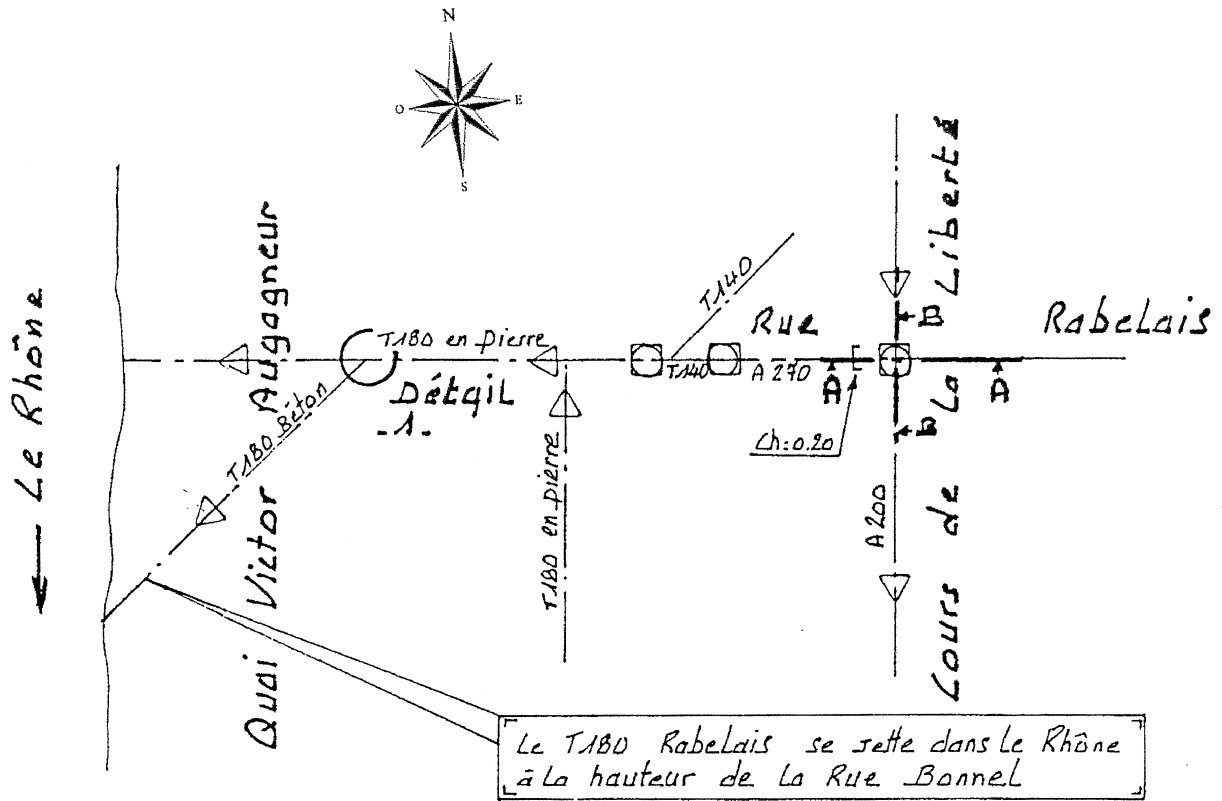 N
O
E
S
Le Rhône
Quai Victor Augagneur
T180 en pierre
Détail
-1-
T180 Béton
T180 en pierre
T140
T140
A 270
Rue
Rabelais
Ch:0.20
A
A
B
B
A200
Cours de La Liberté
Le T180 Rabelais se jette dans le Rhône
à La hauteur de La Rue Bonnel